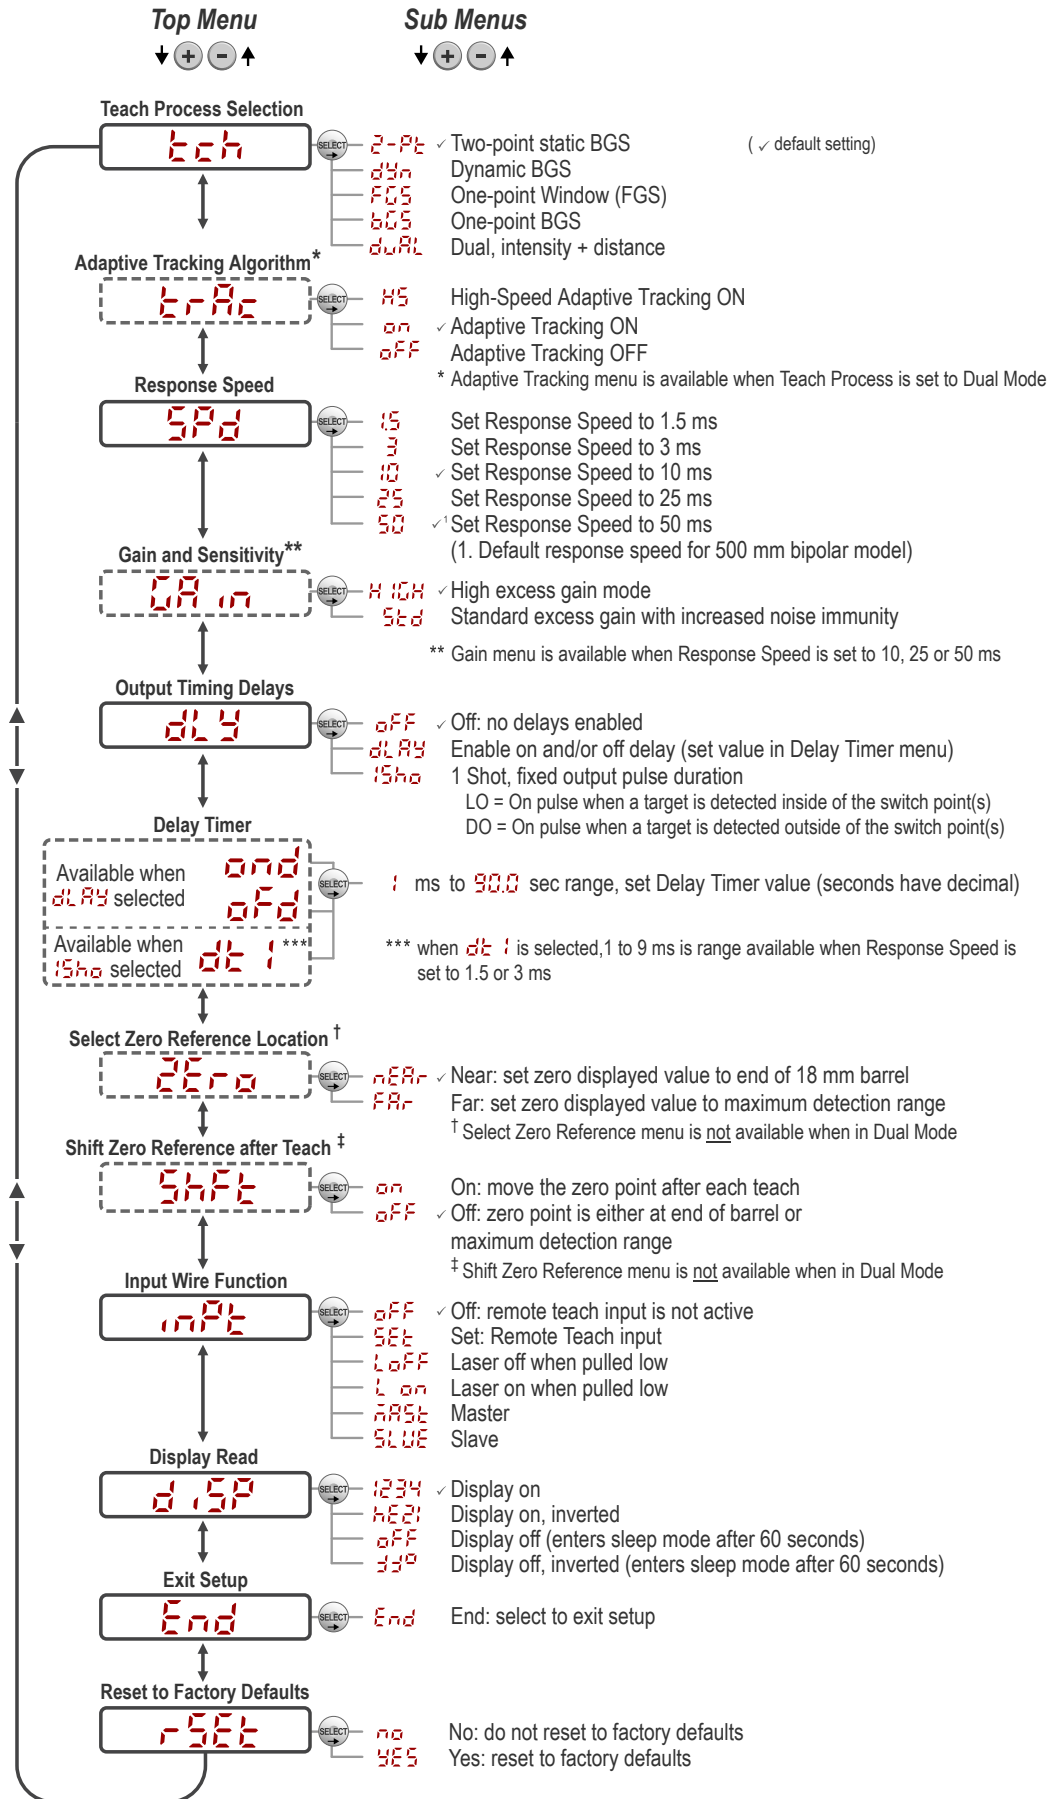 Top Menu Sub Menus
+ - + -
Teach Process Selection
tch SELECT 2-Pt ✓ Two-point static BGS ( ✓ default setting)
dYn Dynamic BGS
FGS One-point Window (FGS)
bGS One-point BGS
duAL Dual, intensity + distance
Adaptive Tracking Algorithm*
trAc SELECT HS High-Speed Adaptive Tracking ON
on ✓ Adaptive Tracking ON
oFF Adaptive Tracking OFF
* Adaptive Tracking menu is available when Teach Process is set to Dual Mode
Response Speed
SPd SELECT 1.5 Set Response Speed to 1.5 ms
3 Set Response Speed to 3 ms
10 ✓ Set Response Speed to 10 ms
25 Set Response Speed to 25 ms
50 ✓¹ Set Response Speed to 50 ms
(1. Default response speed for 500 mm bipolar model)
Gain and Sensitivity**
GAin SELECT HIGH ✓ High excess gain mode
Std Standard excess gain with increased noise immunity
** Gain menu is available when Response Speed is set to 10, 25 or 50 ms
Output Timing Delays
dLY SELECT oFF ✓ Off: no delays enabled
dLAY Enable on and/or off delay (set value in Delay Timer menu)
1Sho 1 Shot, fixed output pulse duration
LO = On pulse when a target is detected inside of the switch point(s)
DO = On pulse when a target is detected outside of the switch point(s)
Delay Timer
Available when dLAY selected ond oFd SELECT 1 ms to 90.0 sec range, set Delay Timer value (seconds have decimal)
Available when 1Sho selected dt1 *** *** when dt1 is selected,1 to 9 ms is range available when Response Speed is
set to 1.5 or 3 ms
Select Zero Reference Location †
ZEro SELECT nEAr ✓ Near: set zero displayed value to end of 18 mm barrel
FAr Far: set zero displayed value to maximum detection range
† Select Zero Reference menu is not available when in Dual Mode
Shift Zero Reference after Teach ‡
ShFt SELECT on On: move the zero point after each teach
oFF ✓ Off: zero point is either at end of barrel or
maximum detection range
‡ Shift Zero Reference menu is not available when in Dual Mode
Input Wire Function
inPt SELECT oFF ✓ Off: remote teach input is not active
SEt Set: Remote Teach input
LoFF Laser off when pulled low
L on Laser on when pulled low
nASt Master
SLUE Slave
Display Read
diSP SELECT 1234 ✓ Display on
hEZ1 Display on, inverted
oFF Display off (enters sleep mode after 60 seconds)
Display off, inverted (enters sleep mode after 60 seconds)
Exit Setup
End SELECT End End: select to exit setup
Reset to Factory Defaults
rSEt SELECT no No: do not reset to factory defaults
YES Yes: reset to factory defaults